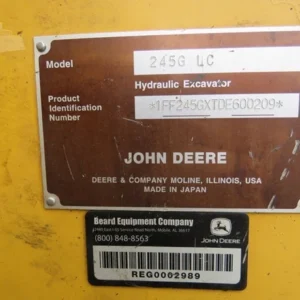 Model 245G LC
Hydraulic Excavator
Product
Identification
Number *1FF245GXTDE600209*
JOHN DEERE
DEERE & COMPANY MOLINE, ILLINOIS, USA
MADE IN JAPAN
Beard Equipment Company
(800) 848-8563
JOHN DEERE
REG0002989